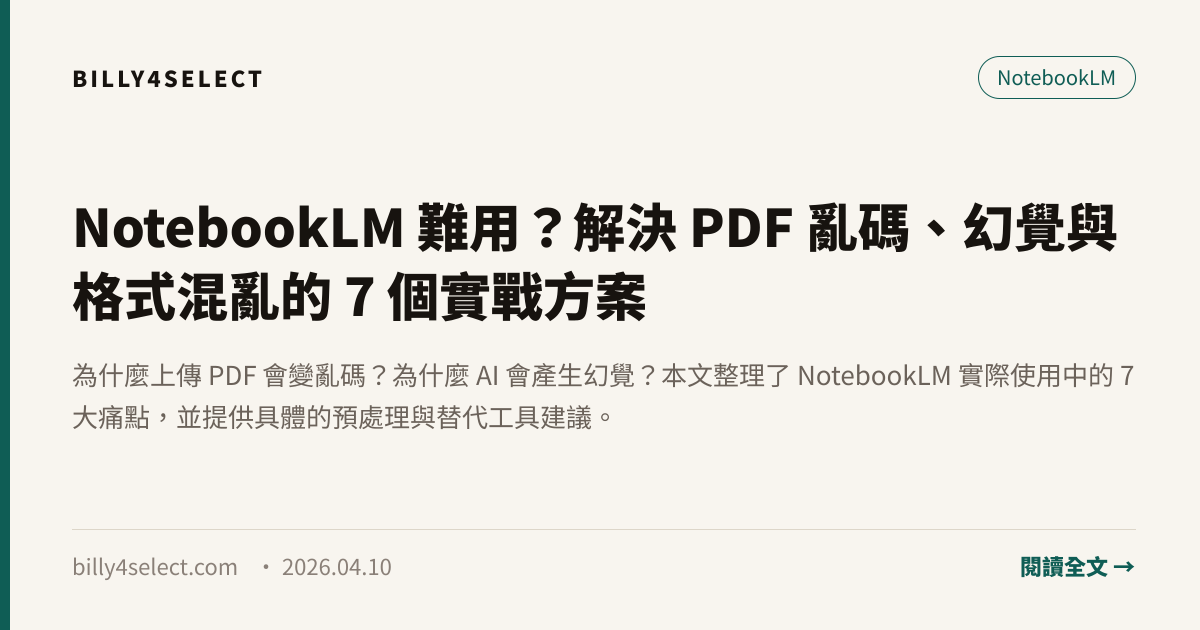 BILLY4SELECT
NotebookLM
NotebookLM 難用？解決 PDF 亂碼、幻覺與
格式混亂的 7 個實戰方案
為什麼上傳 PDF 會變亂碼？為什麼 AI 會產生幻覺？本文整理了 NotebookLM 實際使用中的 7
大痛點，並提供具體的預處理與替代工具建議。
billy4select.com ・ 2026.04.10
閱讀全文 →